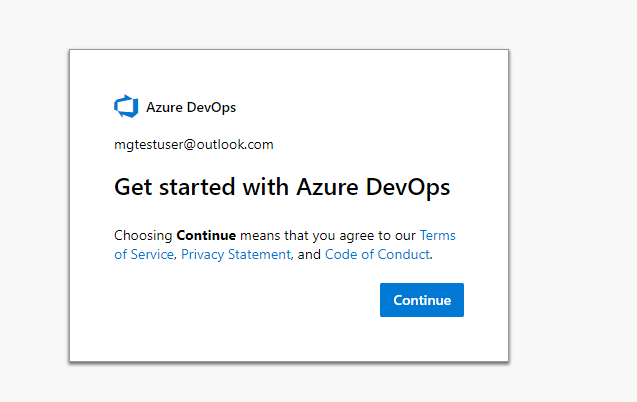 Azure DevOps
mgtestuser@outlook.com
Get started with Azure DevOps
Choosing Continue means that you agree to our Terms
of Service, Privacy Statement, and Code of Conduct.
Continue